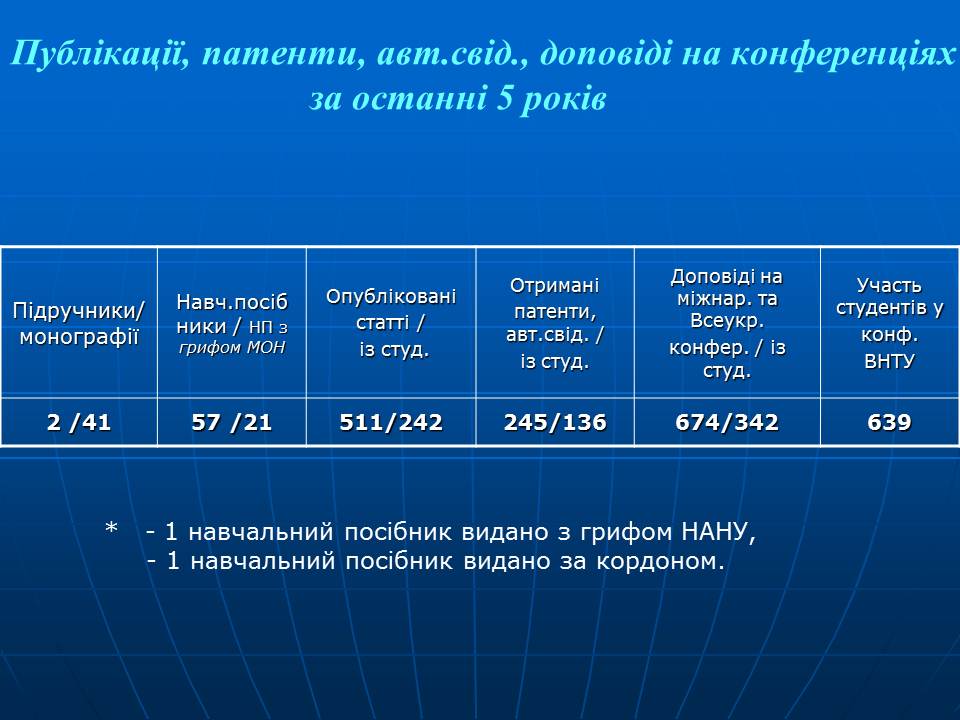 Публікації, патенти, авт.свід., доповіді на конференціях
за останні 5 років
Підручники/
монографії
Навч.посіб
ники / НП з
грифом МОН
Опубліковані
статті /
із студ.
Отримані
патенти,
авт.свід. /
із студ.
Доповіді на
міжнар. та
Всеукр.
конфер. / із
студ.
Участь
студентів у
конф.
ВНТУ
2 /41
57 /21
511/242
245/136
674/342
639
* - 1 навчальний посібник видано з грифом НАНУ,
- 1 навчальний посібник видано за кордоном.